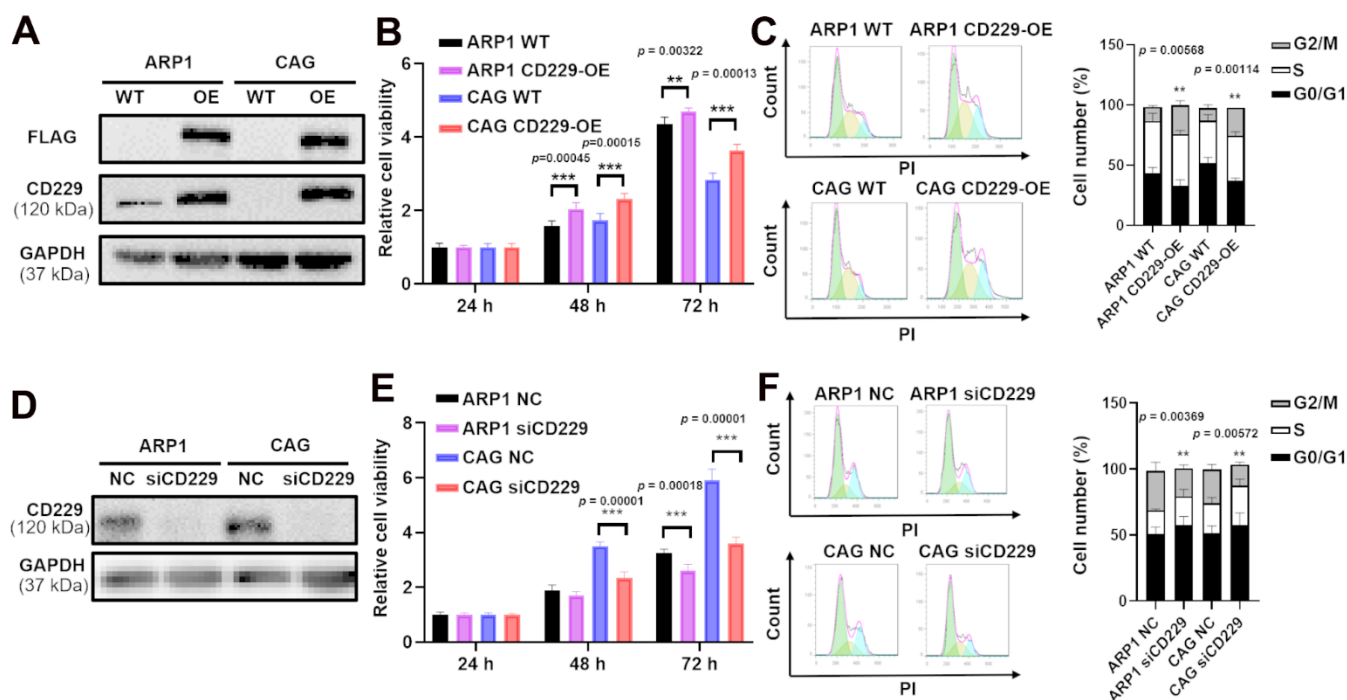 A
ARP1 CAG
WT OE WT OE
FLAG
CD229
(120 kDa)
GAPDH
(37 kDa)
B
Relative cell viability
6
4
2
0
ARP1 WT
ARP1 CD229-OE
CAG WT
CAG CD229-OE
p=0.00045
***
p=0.00015
***
p = 0.00322
**
p = 0.00013
***
24 h 48 h 72 h
C
ARP1 WT ARP1 CD229-OE
Count
PI
CAG WT CAG CD229-OE
Count
PI
Cell number (%)
150
100
50
0
p = 0.00568
**
p = 0.00114
**
G2/M
S
G0/G1
ARP1 WT
ARP1 CD229-OE
CAG WT
CAG CD229-OE
D
ARP1 CAG
NC siCD229 NC siCD229
CD229
(120 kDa)
GAPDH
(37 kDa)
E
Relative cell viability
8
6
4
2
0
ARP1 NC
ARP1 siCD229
CAG NC
CAG siCD229
p = 0.00001
***
p = 0.00018
***
p = 0.00001
***
24 h 48 h 72 h
F
ARP1 NC ARP1 siCD229
Count
PI
CAG NC CAG siCD229
Count
PI
Cell number (%)
150
100
50
0
p = 0.00369
**
p = 0.00572
**
G2/M
S
G0/G1
ARP1 NC
ARP1 siCD229
CAG NC
CAG siCD229